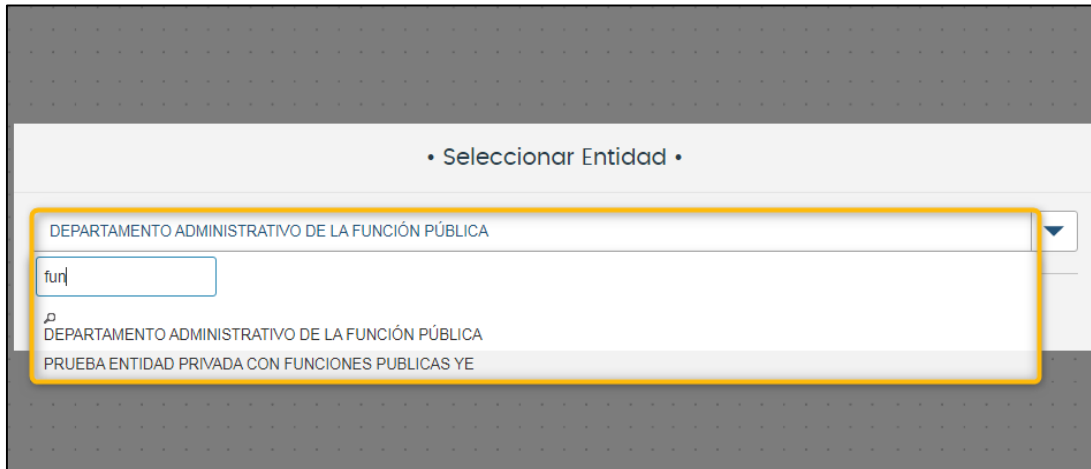 • Seleccionar Entidad •
DEPARTAMENTO ADMINISTRATIVO DE LA FUNCIÓN PÚBLICA
fun
DEPARTAMENTO ADMINISTRATIVO DE LA FUNCIÓN PÚBLICA
PRUEBA ENTIDAD PRIVADA CON FUNCIONES PUBLICAS YE